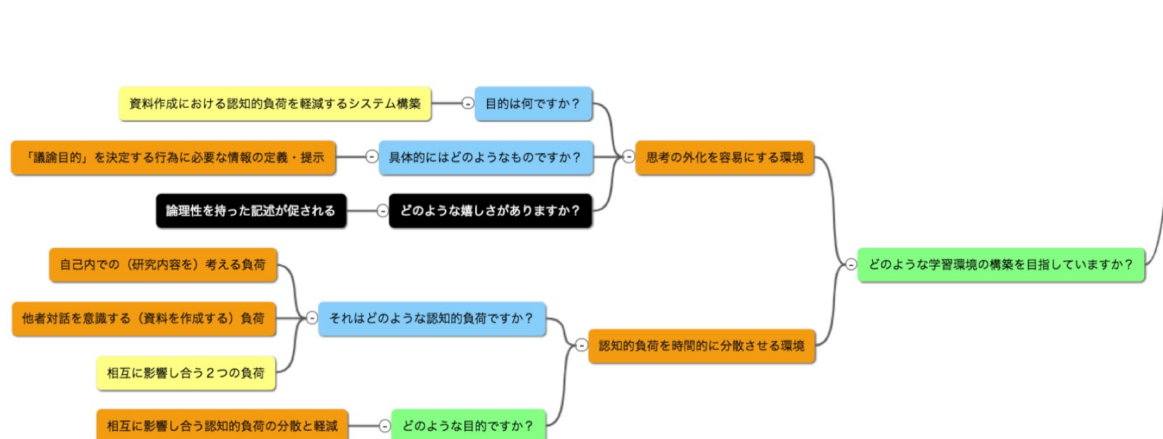 資料作成における認知的負荷を軽減するシステム構築
目的は何ですか？
「議論目的」を決定する行為に必要な情報の定義・提示
具体的にはどのようなものですか？
思考の外化を容易にする環境
論理性を持った記述が促される
どのような嬉しさがありますか？
自己内での（研究内容を）考える負荷
どのような学習環境の構築を目指していますか？
他者対話を意識する（資料を作成する）負荷
それはどのような認知的負荷ですか？
認知的負荷を時間的に分散させる環境
相互に影響し合う２つの負荷
相互に影響し合う認知的負荷の分散と軽減
どのような目的ですか？